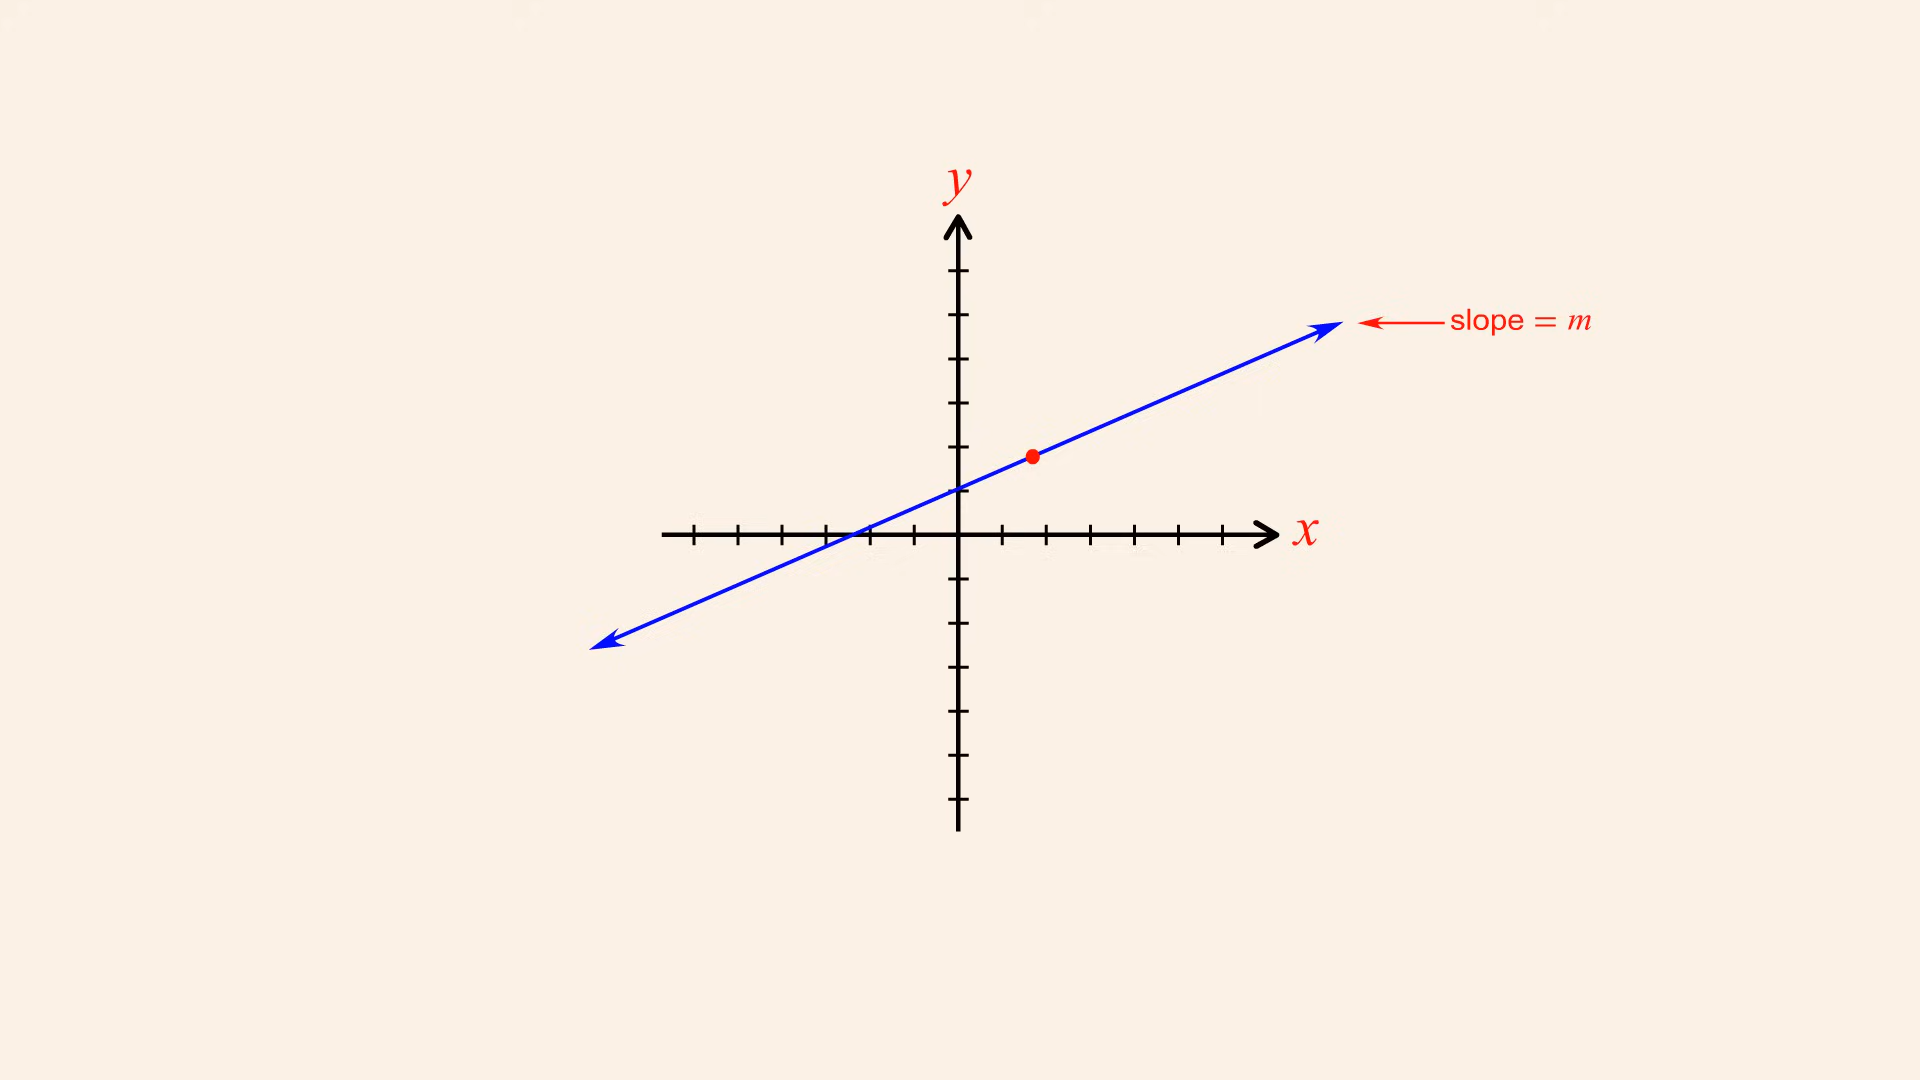 y
slope = m
x